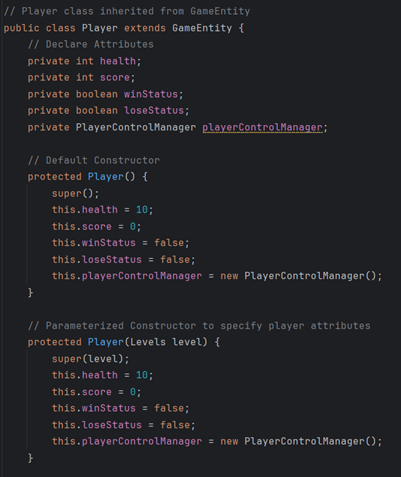 // Player class inherited from GameEntity
public class Player extends GameEntity {
    // Declare Attributes
    private int health;
    private int score;
    private boolean winStatus;
    private boolean loseStatus;
    private PlayerControlManager playerControlManager;

    // Default Constructor
    protected Player() {
        super();
        this.health = 10;
        this.score = 0;
        this.winStatus = false;
        this.loseStatus = false;
        this.playerControlManager = new PlayerControlManager();
    }

    // Parameterized Constructor to specify player attributes
    protected Player(Levels level) {
        super(level);
        this.health = 10;
        this.score = 0;
        this.winStatus = false;
        this.loseStatus = false;
        this.playerControlManager = new PlayerControlManager();
    }